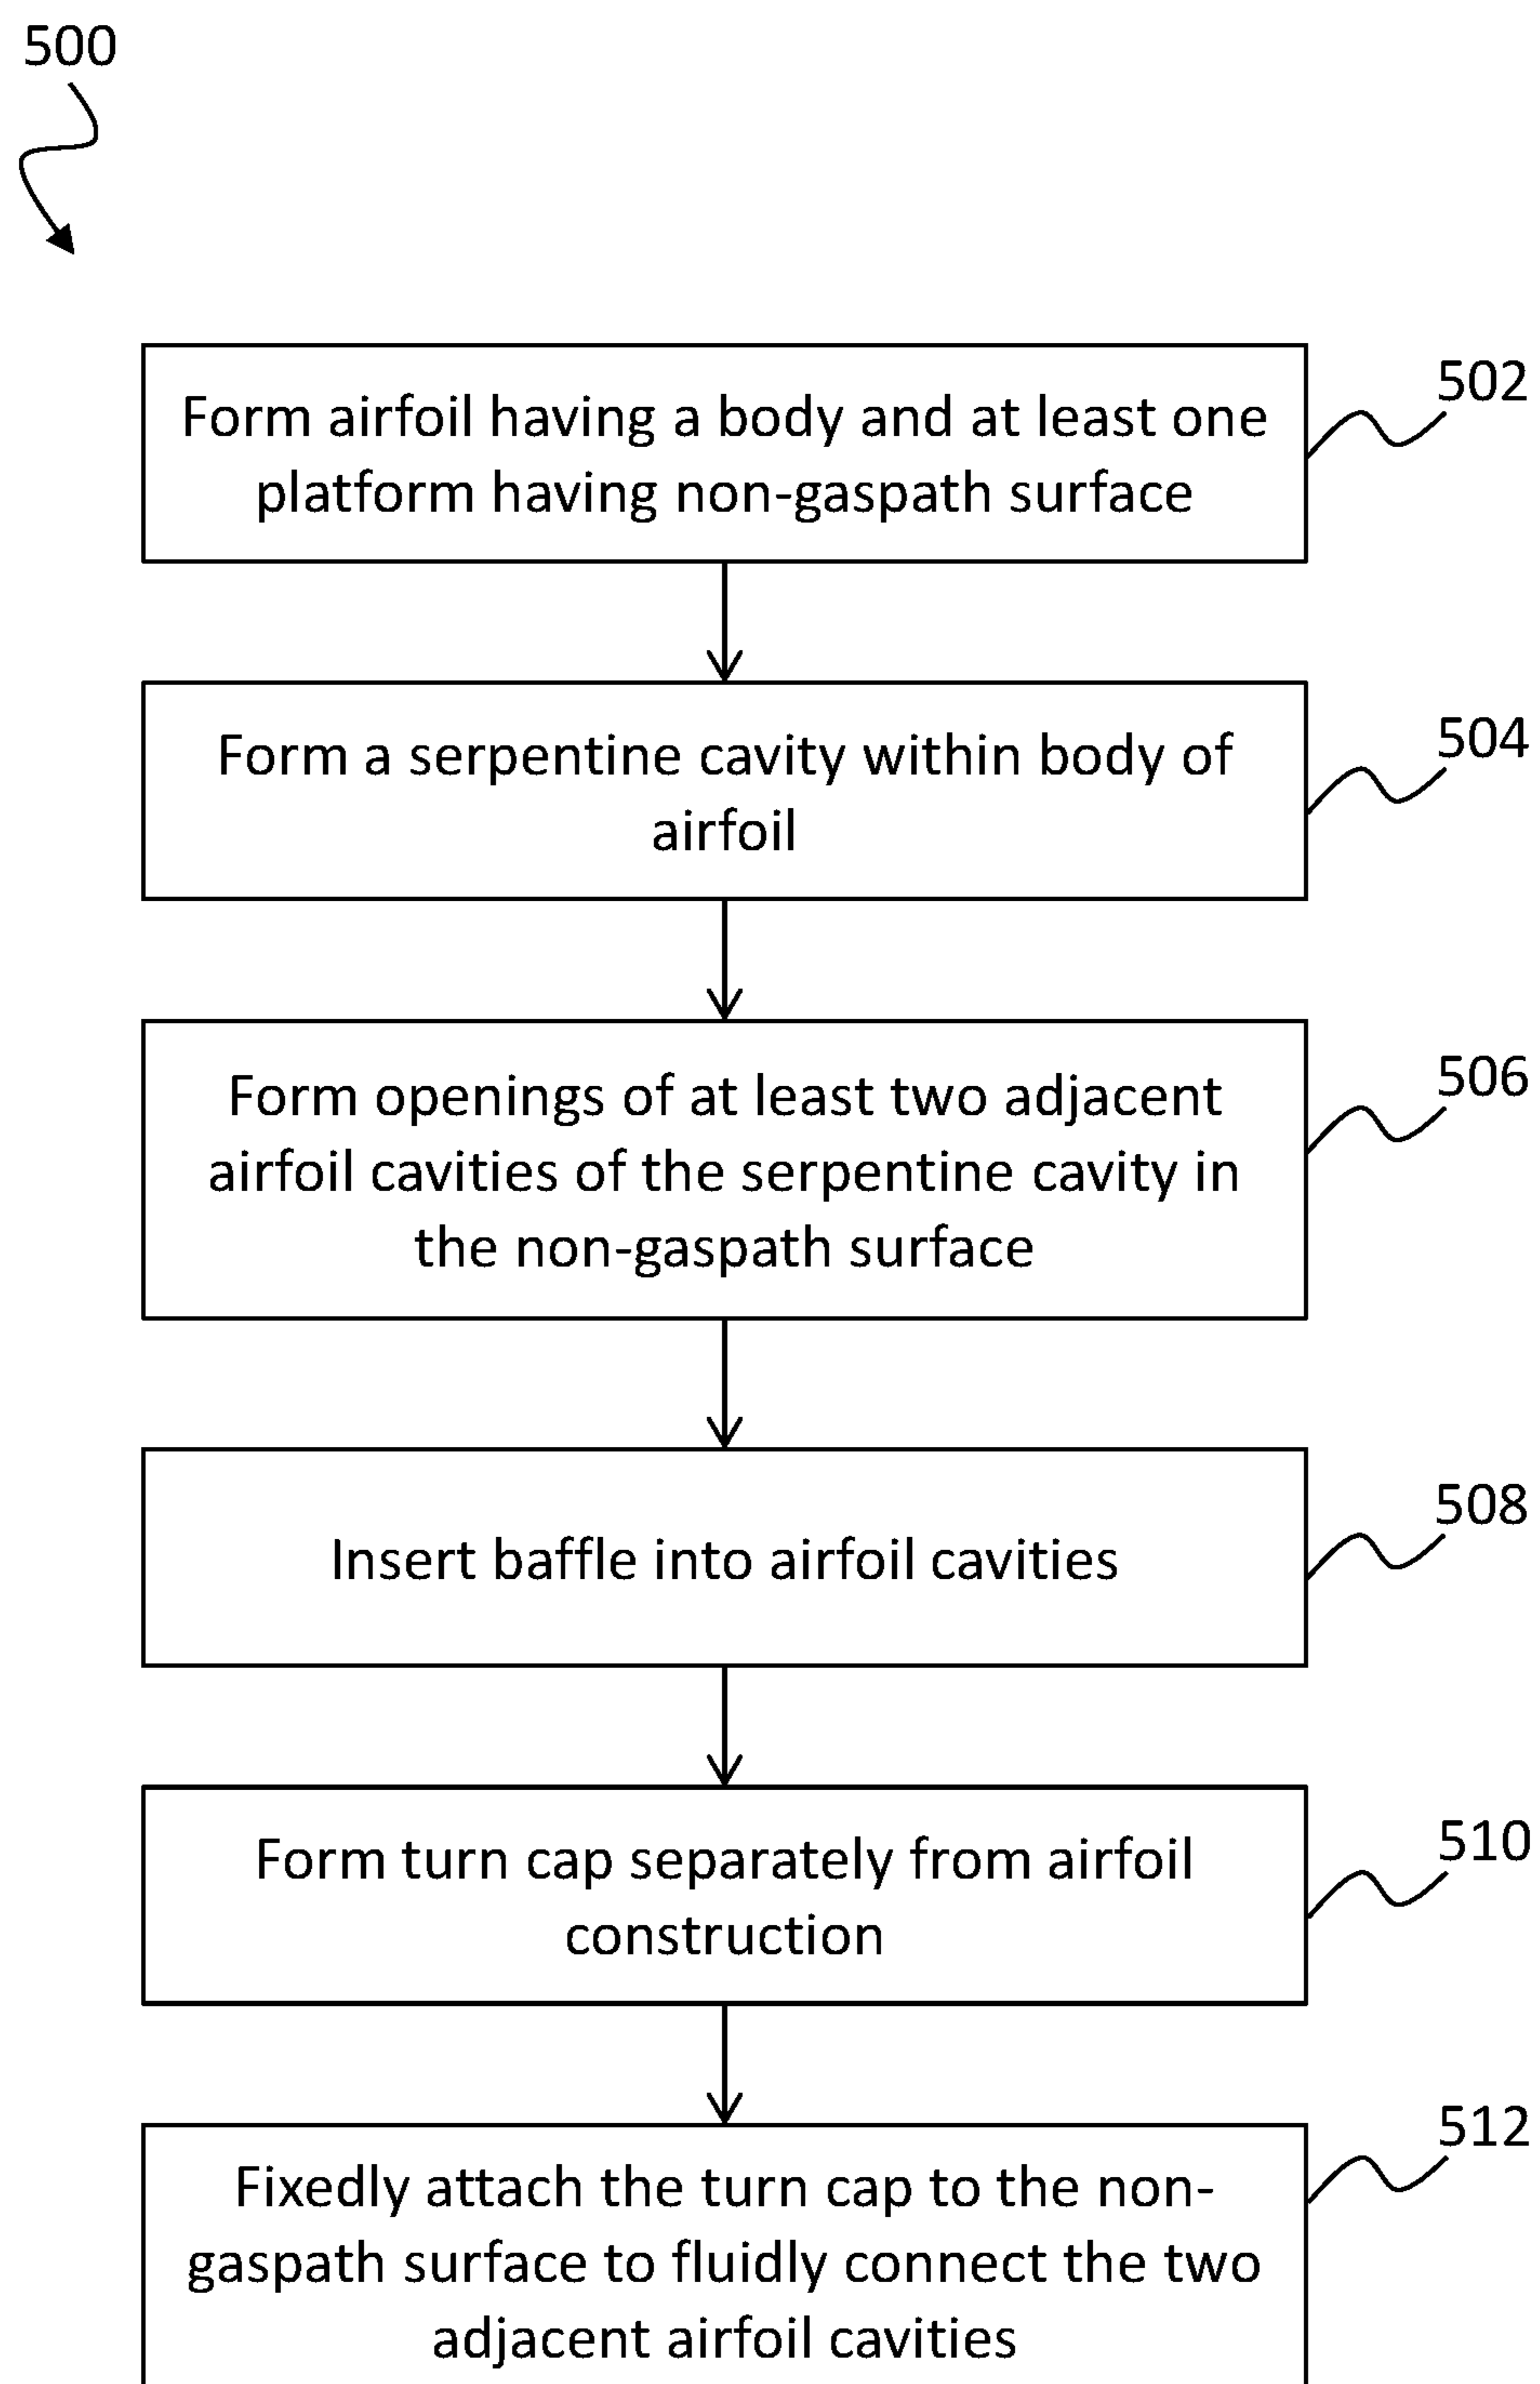 500
Form airfoil having a body and at least one
platform having non-gaspath surface
502
Form a serpentine cavity within body of
airfoil
504
Form openings of at least two adjacent
airfoil cavities of the serpentine cavity in
the non-gaspath surface
506
Insert baffle into airfoil cavities
508
Form turn cap separately from airfoil
construction
510
Fixedly attach the turn cap to the non-
gaspath surface to fluidly connect the two
adjacent airfoil cavities
512